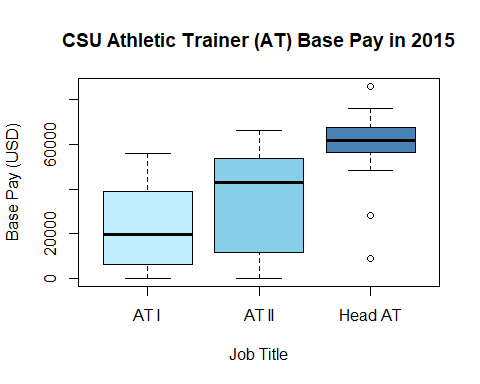 CSU Athletic Trainer (AT) Base Pay in 2015
Base Pay (USD)
60000
20000
0
AT I
AT II
Head AT
Job Title